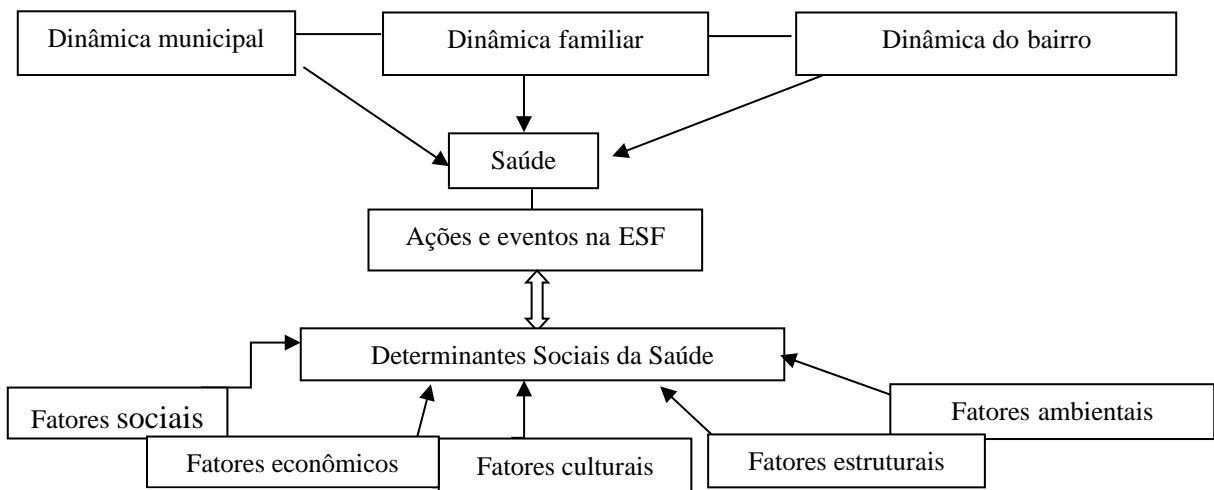 Dinâmica municipal
Dinâmica familiar
Dinâmica do bairro
Saúde
Ações e eventos na ESF
Determinantes Sociais da Saúde
Fatores sociais
Fatores econômicos
Fatores culturais
Fatores estruturais
Fatores ambientais